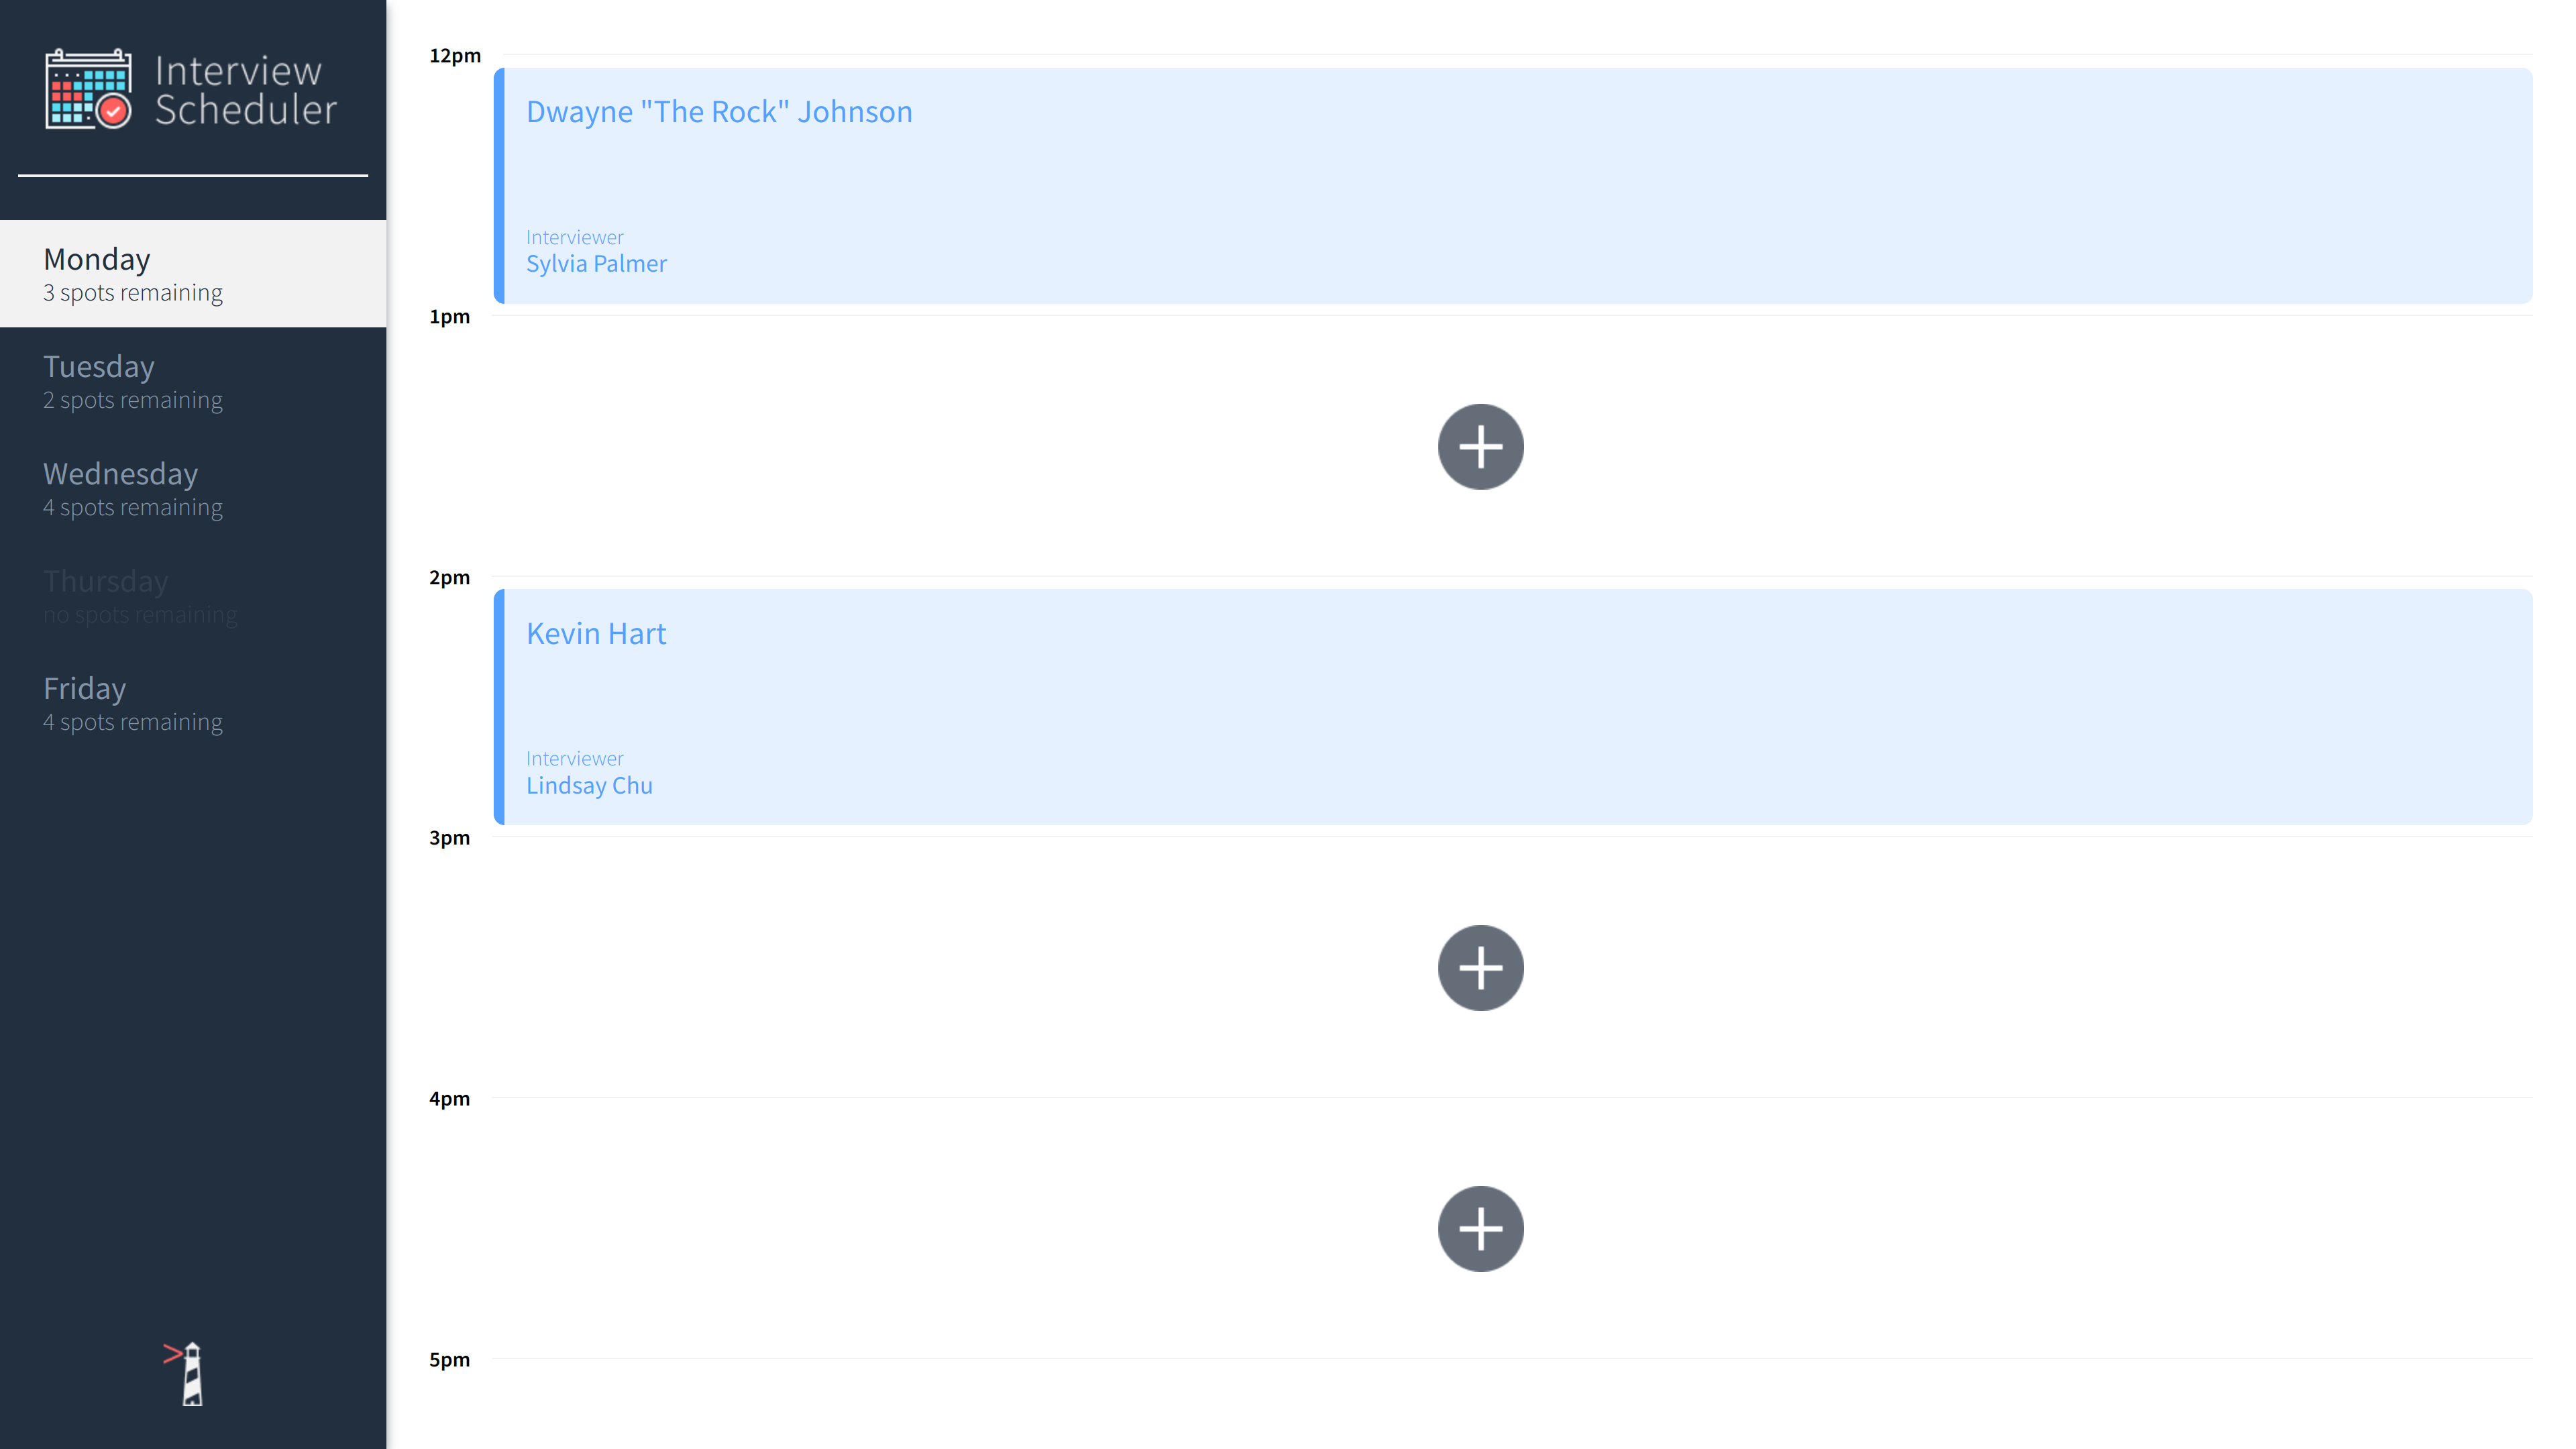 Interview
Scheduler
Monday
3 spots remaining
Tuesday
2 spots remaining
Wednesday
4 spots remaining
Thursday
no spots remaining
Friday
4 spots remaining
12pm
Dwayne "The Rock" Johnson
Interviewer
Sylvia Palmer
1pm
2pm
Kevin Hart
Interviewer
Lindsay Chu
3pm
4pm
5pm